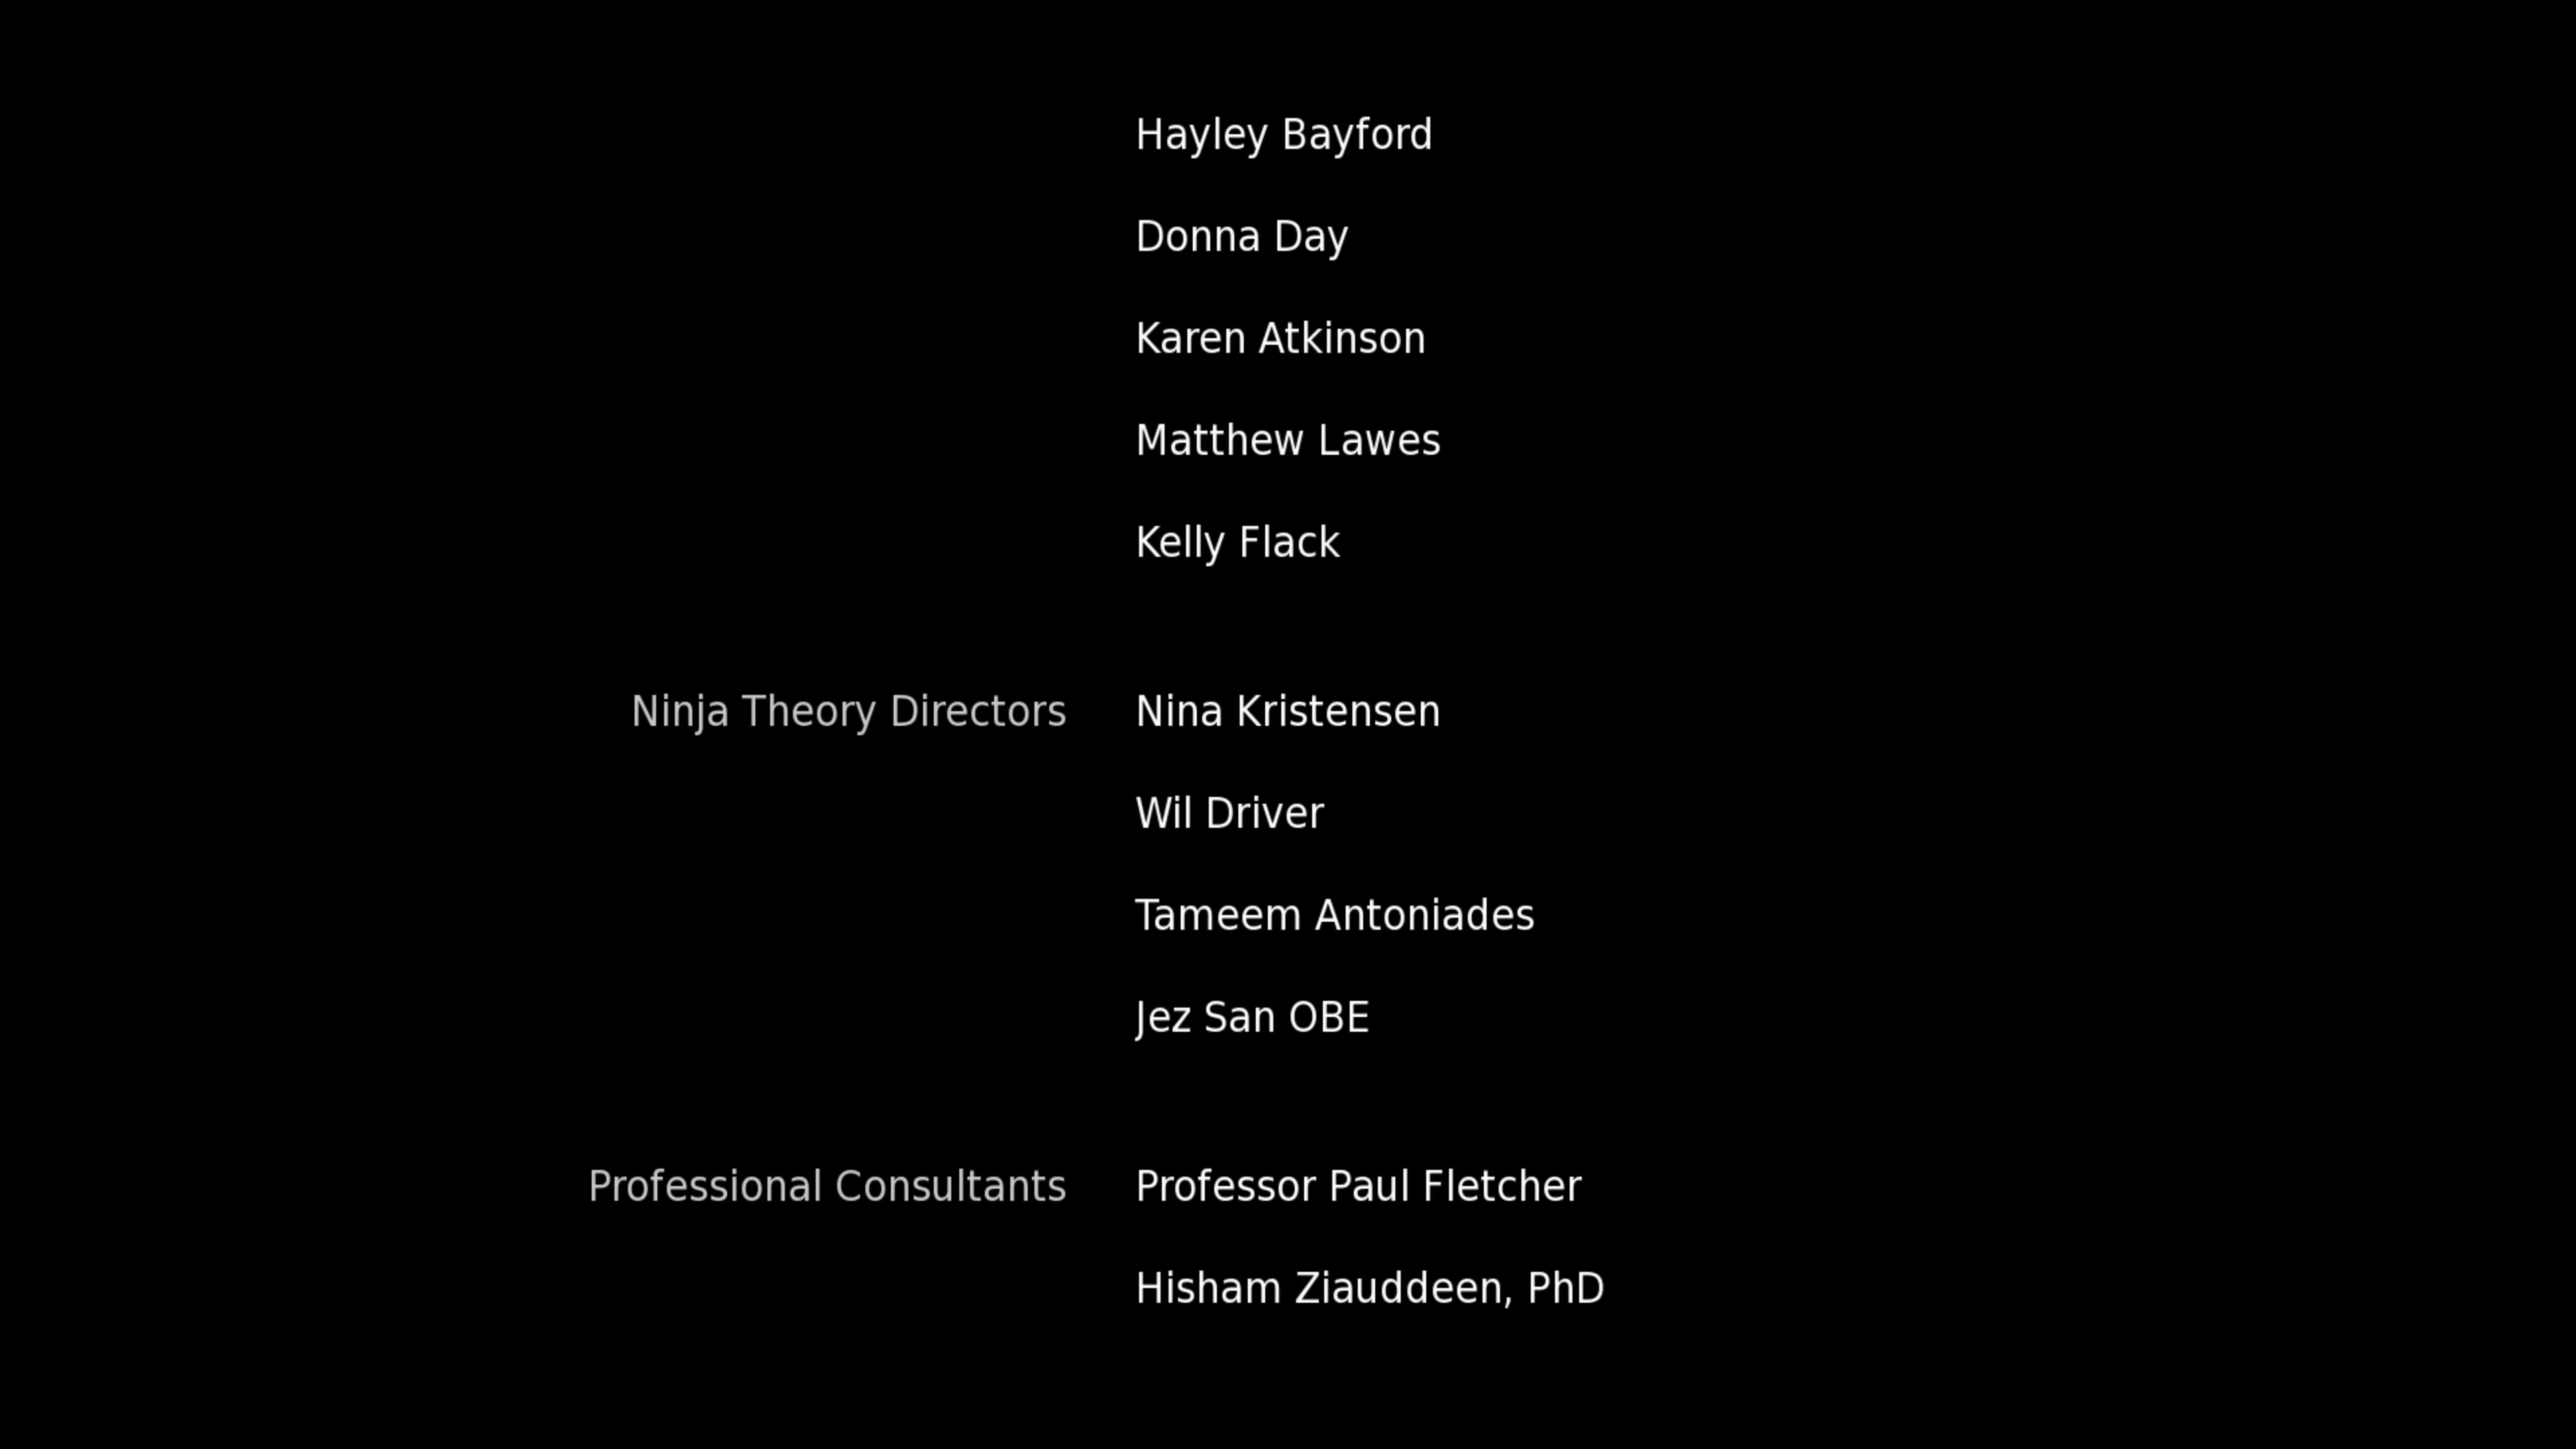 Hayley Bayford
Donna Day
Karen Atkinson
Matthew Lawes
Kelly Flack
Ninja Theory Directors Nina Kristensen
Wil Driver
Tameem Antoniades
Jez San OBE
Professional Consultants Professor Paul Fletcher
Hisham Ziauddeen, PhD